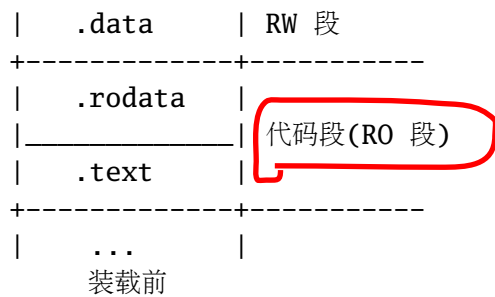 | .data | RW 段
+-------------+-----------
| .rodata |
|_____________| 代码段(RO 段)
| .text |
+-------------+-----------
| ... |
装载前